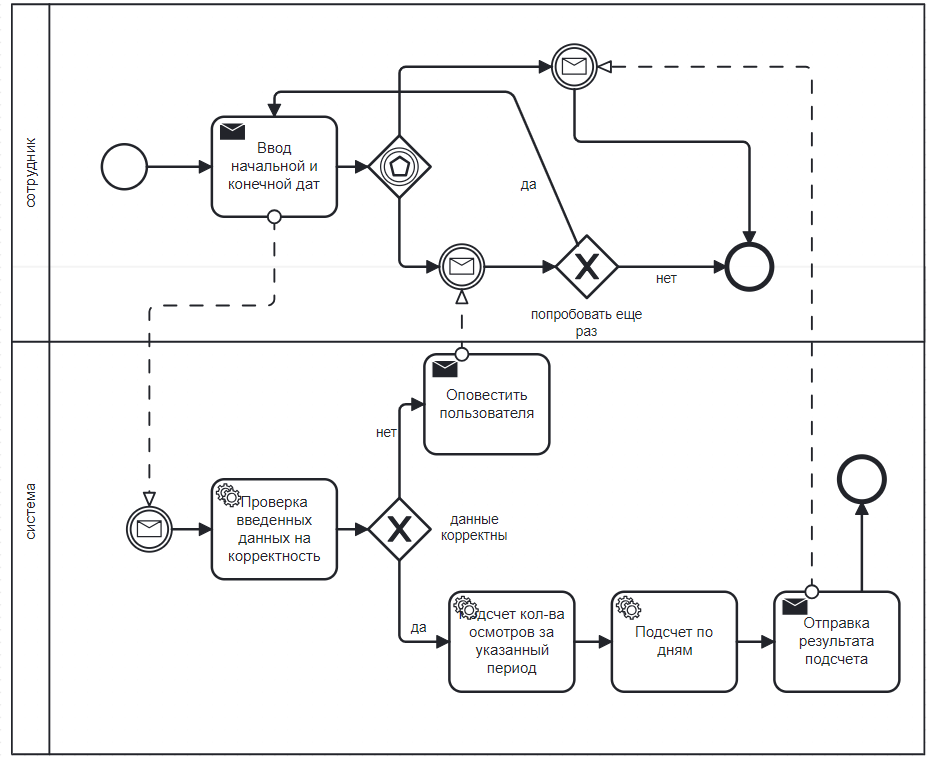 сотрудник
Ввод
начальной и
конечной дат
да
нет
попробовать еще
раз
система
Оповестить
пользователя
нет
Проверка
введенных
данных на
корректность
данные
корректны
да
Подсчет кол-ва
осмотров за
указанный
период
Подсчет по
дням
Отправка
результата
подсчета